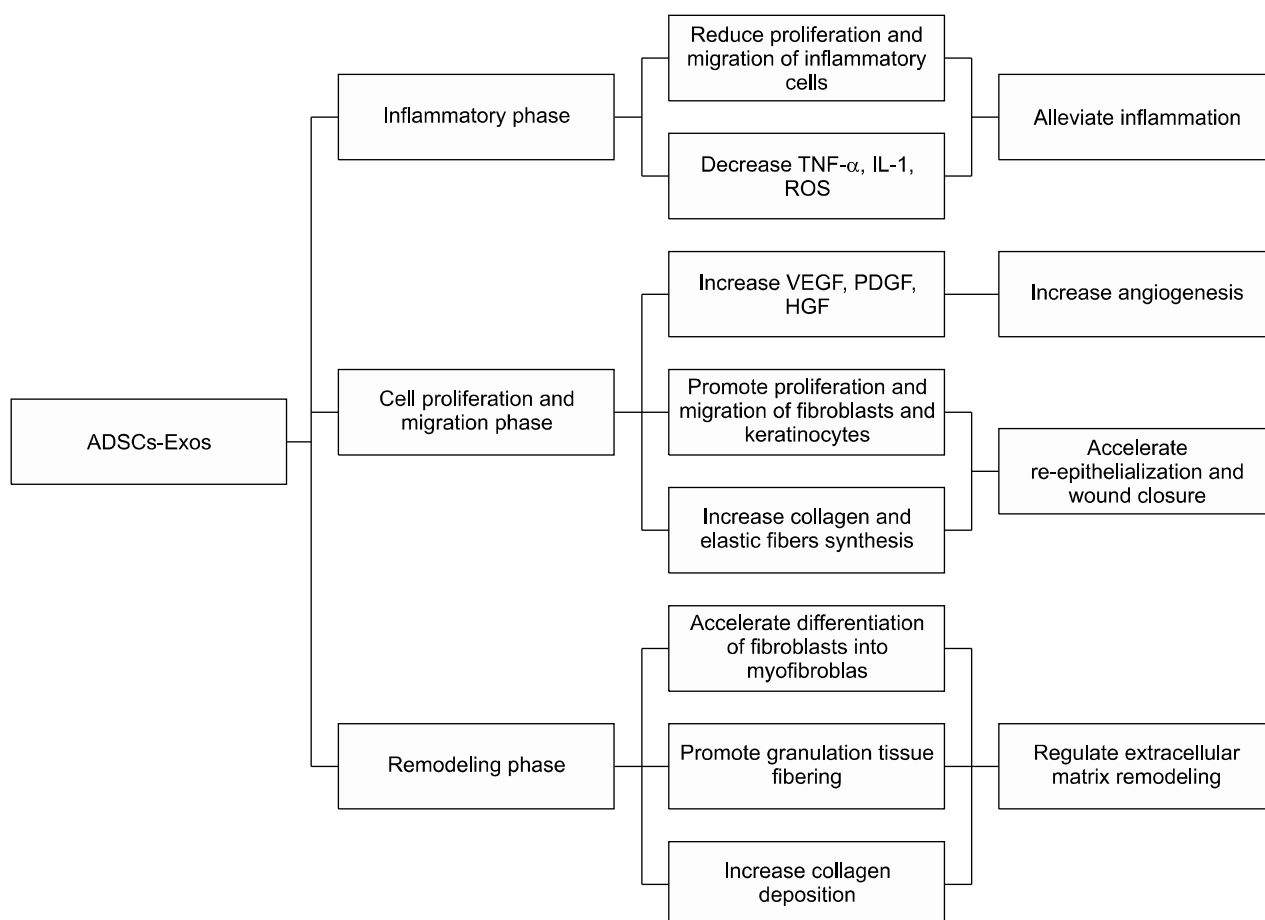 ADSCs-Exos
Inflammatory phase
Reduce proliferation and
migration of inflammatory
cells
Decrease TNF-α, IL-1,
ROS
Alleviate inflammation
Cell proliferation and
migration phase
Increase VEGF, PDGF,
HGF
Increase angiogenesis
Promote proliferation and
migration of fibroblasts and
keratinocytes
Increase collagen and
elastic fibers synthesis
Accelerate
re-epithelialization and
wound closure
Remodeling phase
Accelerate differentiation
of fibroblasts into
myofibroblas
Promote granulation tissue
fibering
Increase collagen
deposition
Regulate extracellular
matrix remodeling